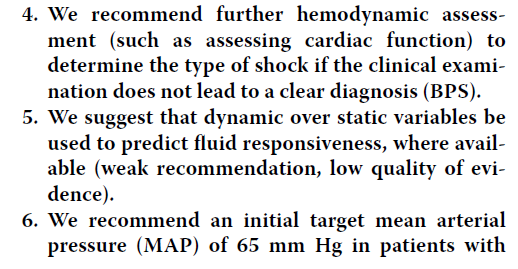 4. We recommend further hemodynamic assess-
ment (such as assessing cardiac function) to
determine the type of shock if the clinical exami-
nation does not lead to a clear diagnosis (BPS).
5. We suggest that dynamic over static variables be
used to predict fluid responsiveness, where avail-
able (weak recommendation, low quality of evi-
dence).
6. We recommend an initial target mean arterial
pressure (MAP) of 65 mm Hg in patients with